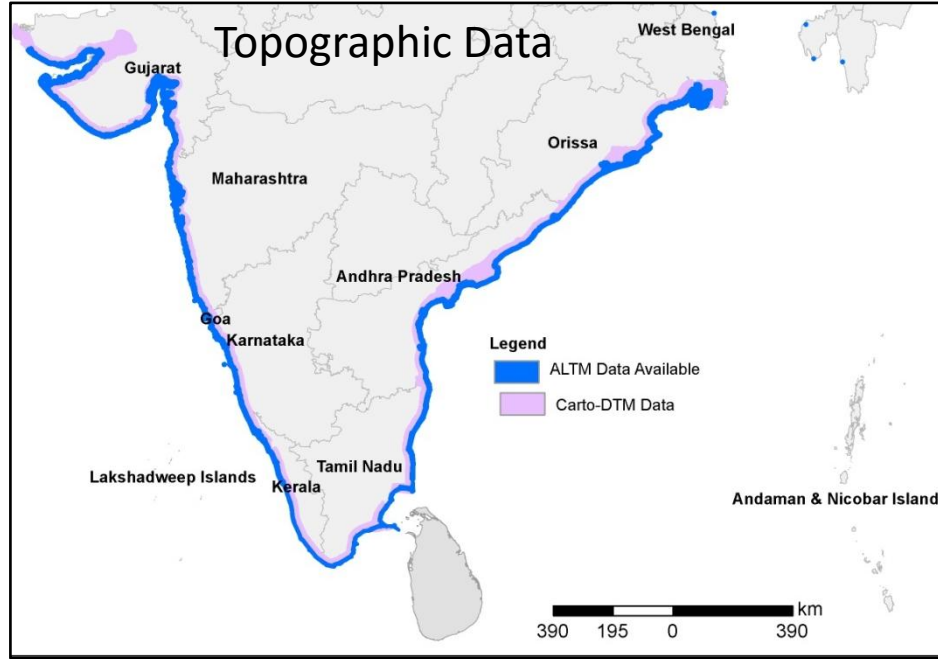 Topographic Data
West Bengal
Gujarat
Orissa
Maharashtra
Andhra Pradesh
Goa
Karnataka
Legend
ALTM Data Available
Carto-DTM Data
Tamil Nadu
Lakshadweep Islands
Kerala
Andaman & Nicobar Island
km
390 195 0 390